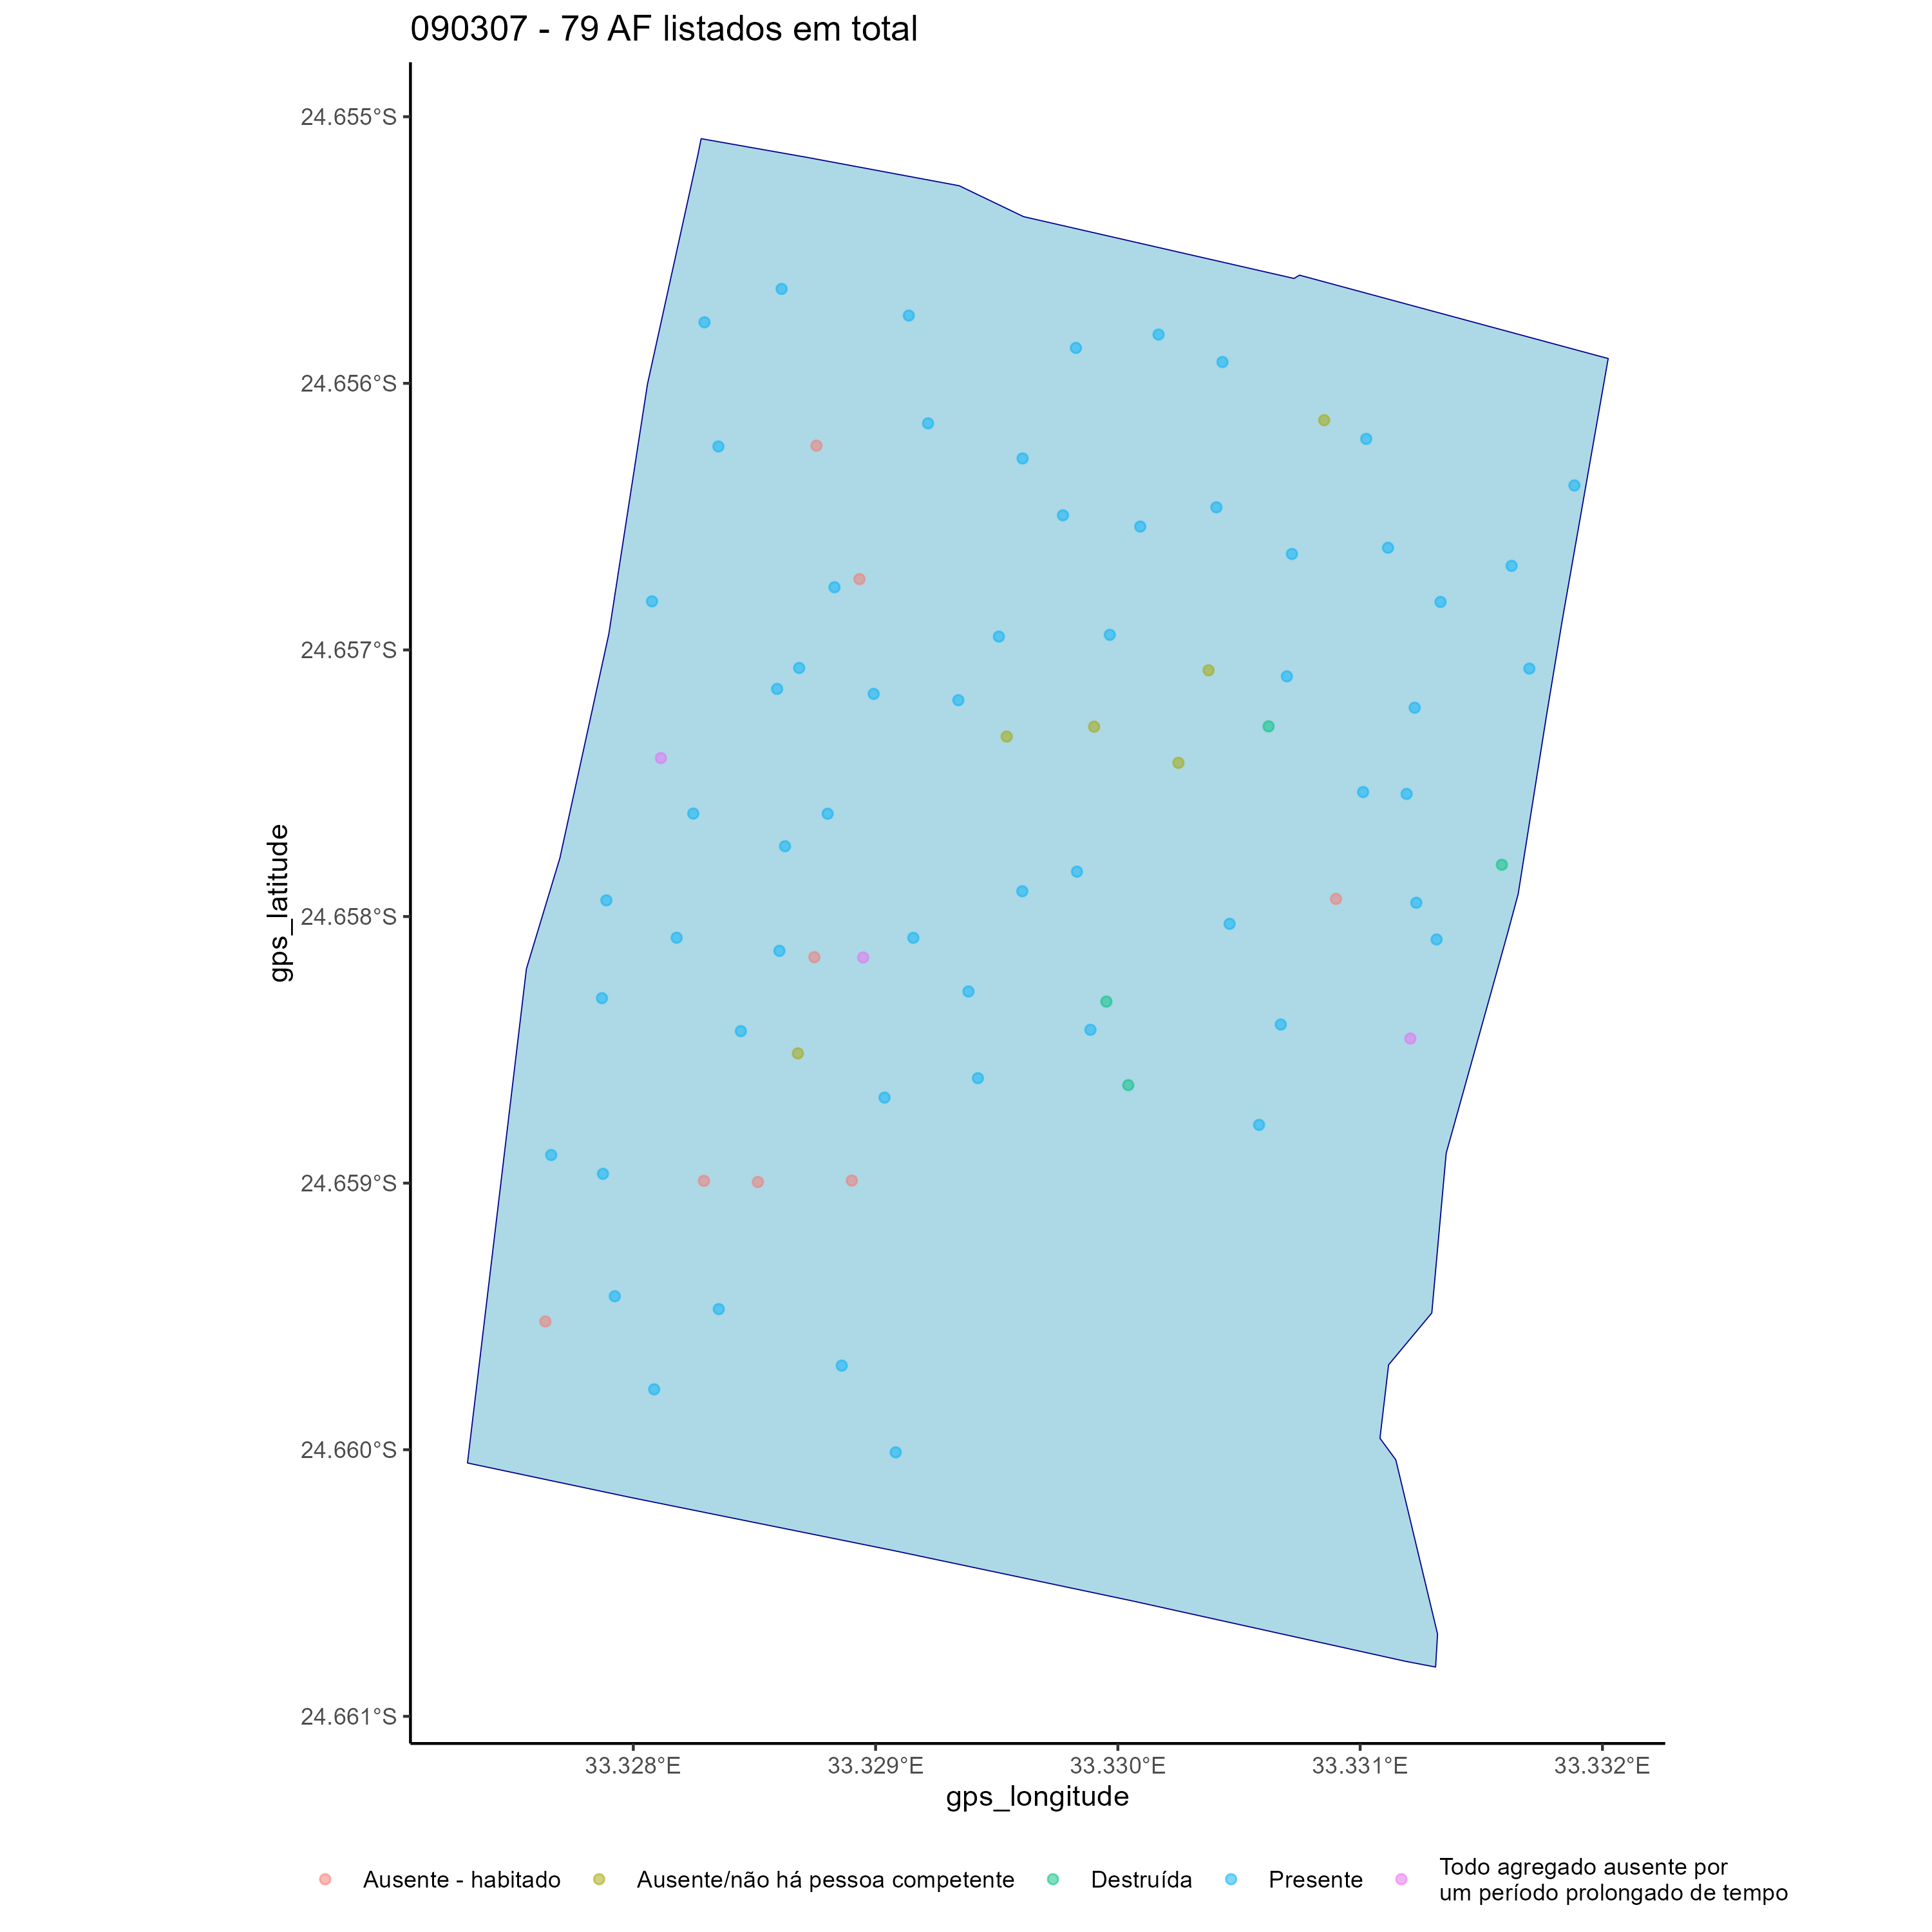 090307 - 79 AF listados em total
24.655°S
24.656°S
24.657°S
24.658°S
24.659°S
24.660°S
24.661°S
gps_latitude
33.328°E 33.329°E 33.330°E 33.331°E 33.332°E
gps_longitude
Ausente - habitado Ausente/não há pessoa competente Destruída Presente Todo agregado ausente por
um período prolongado de tempo